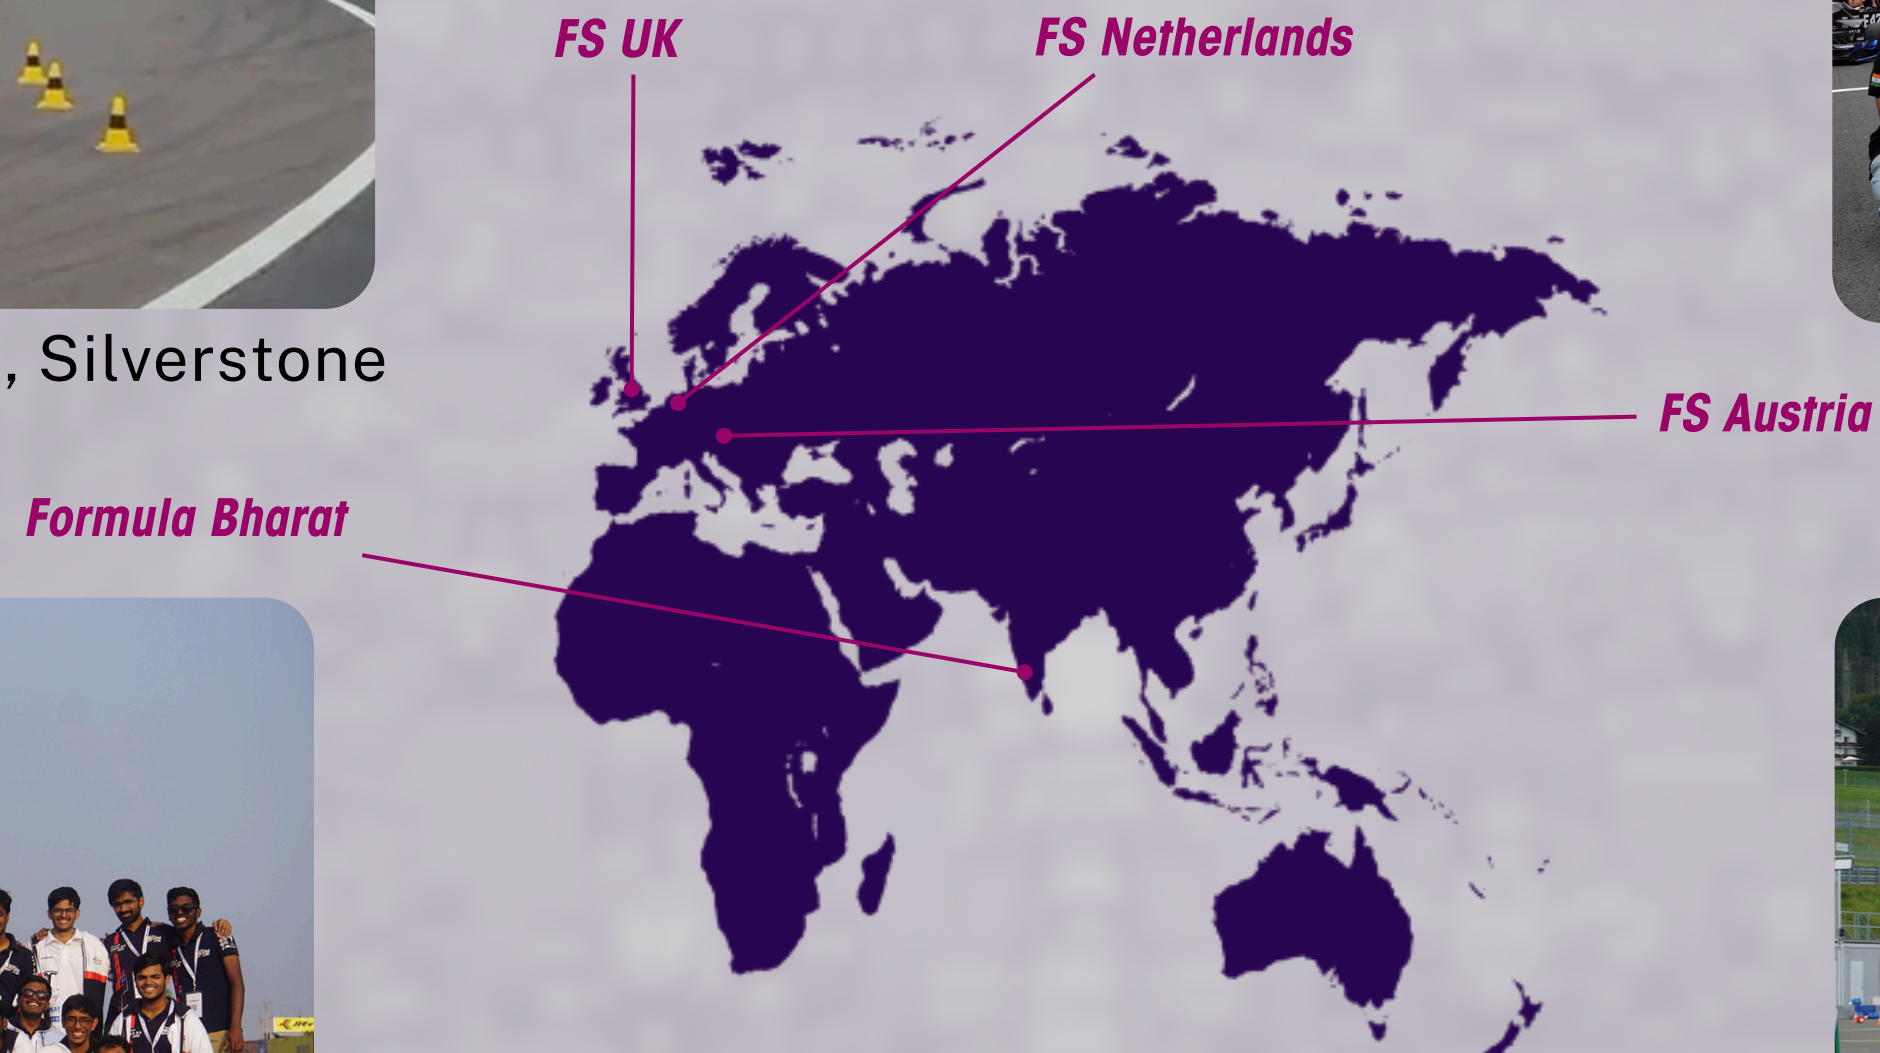 FS UK
FS Netherlands
, Silverstone
FS Austria
Formula Bharat